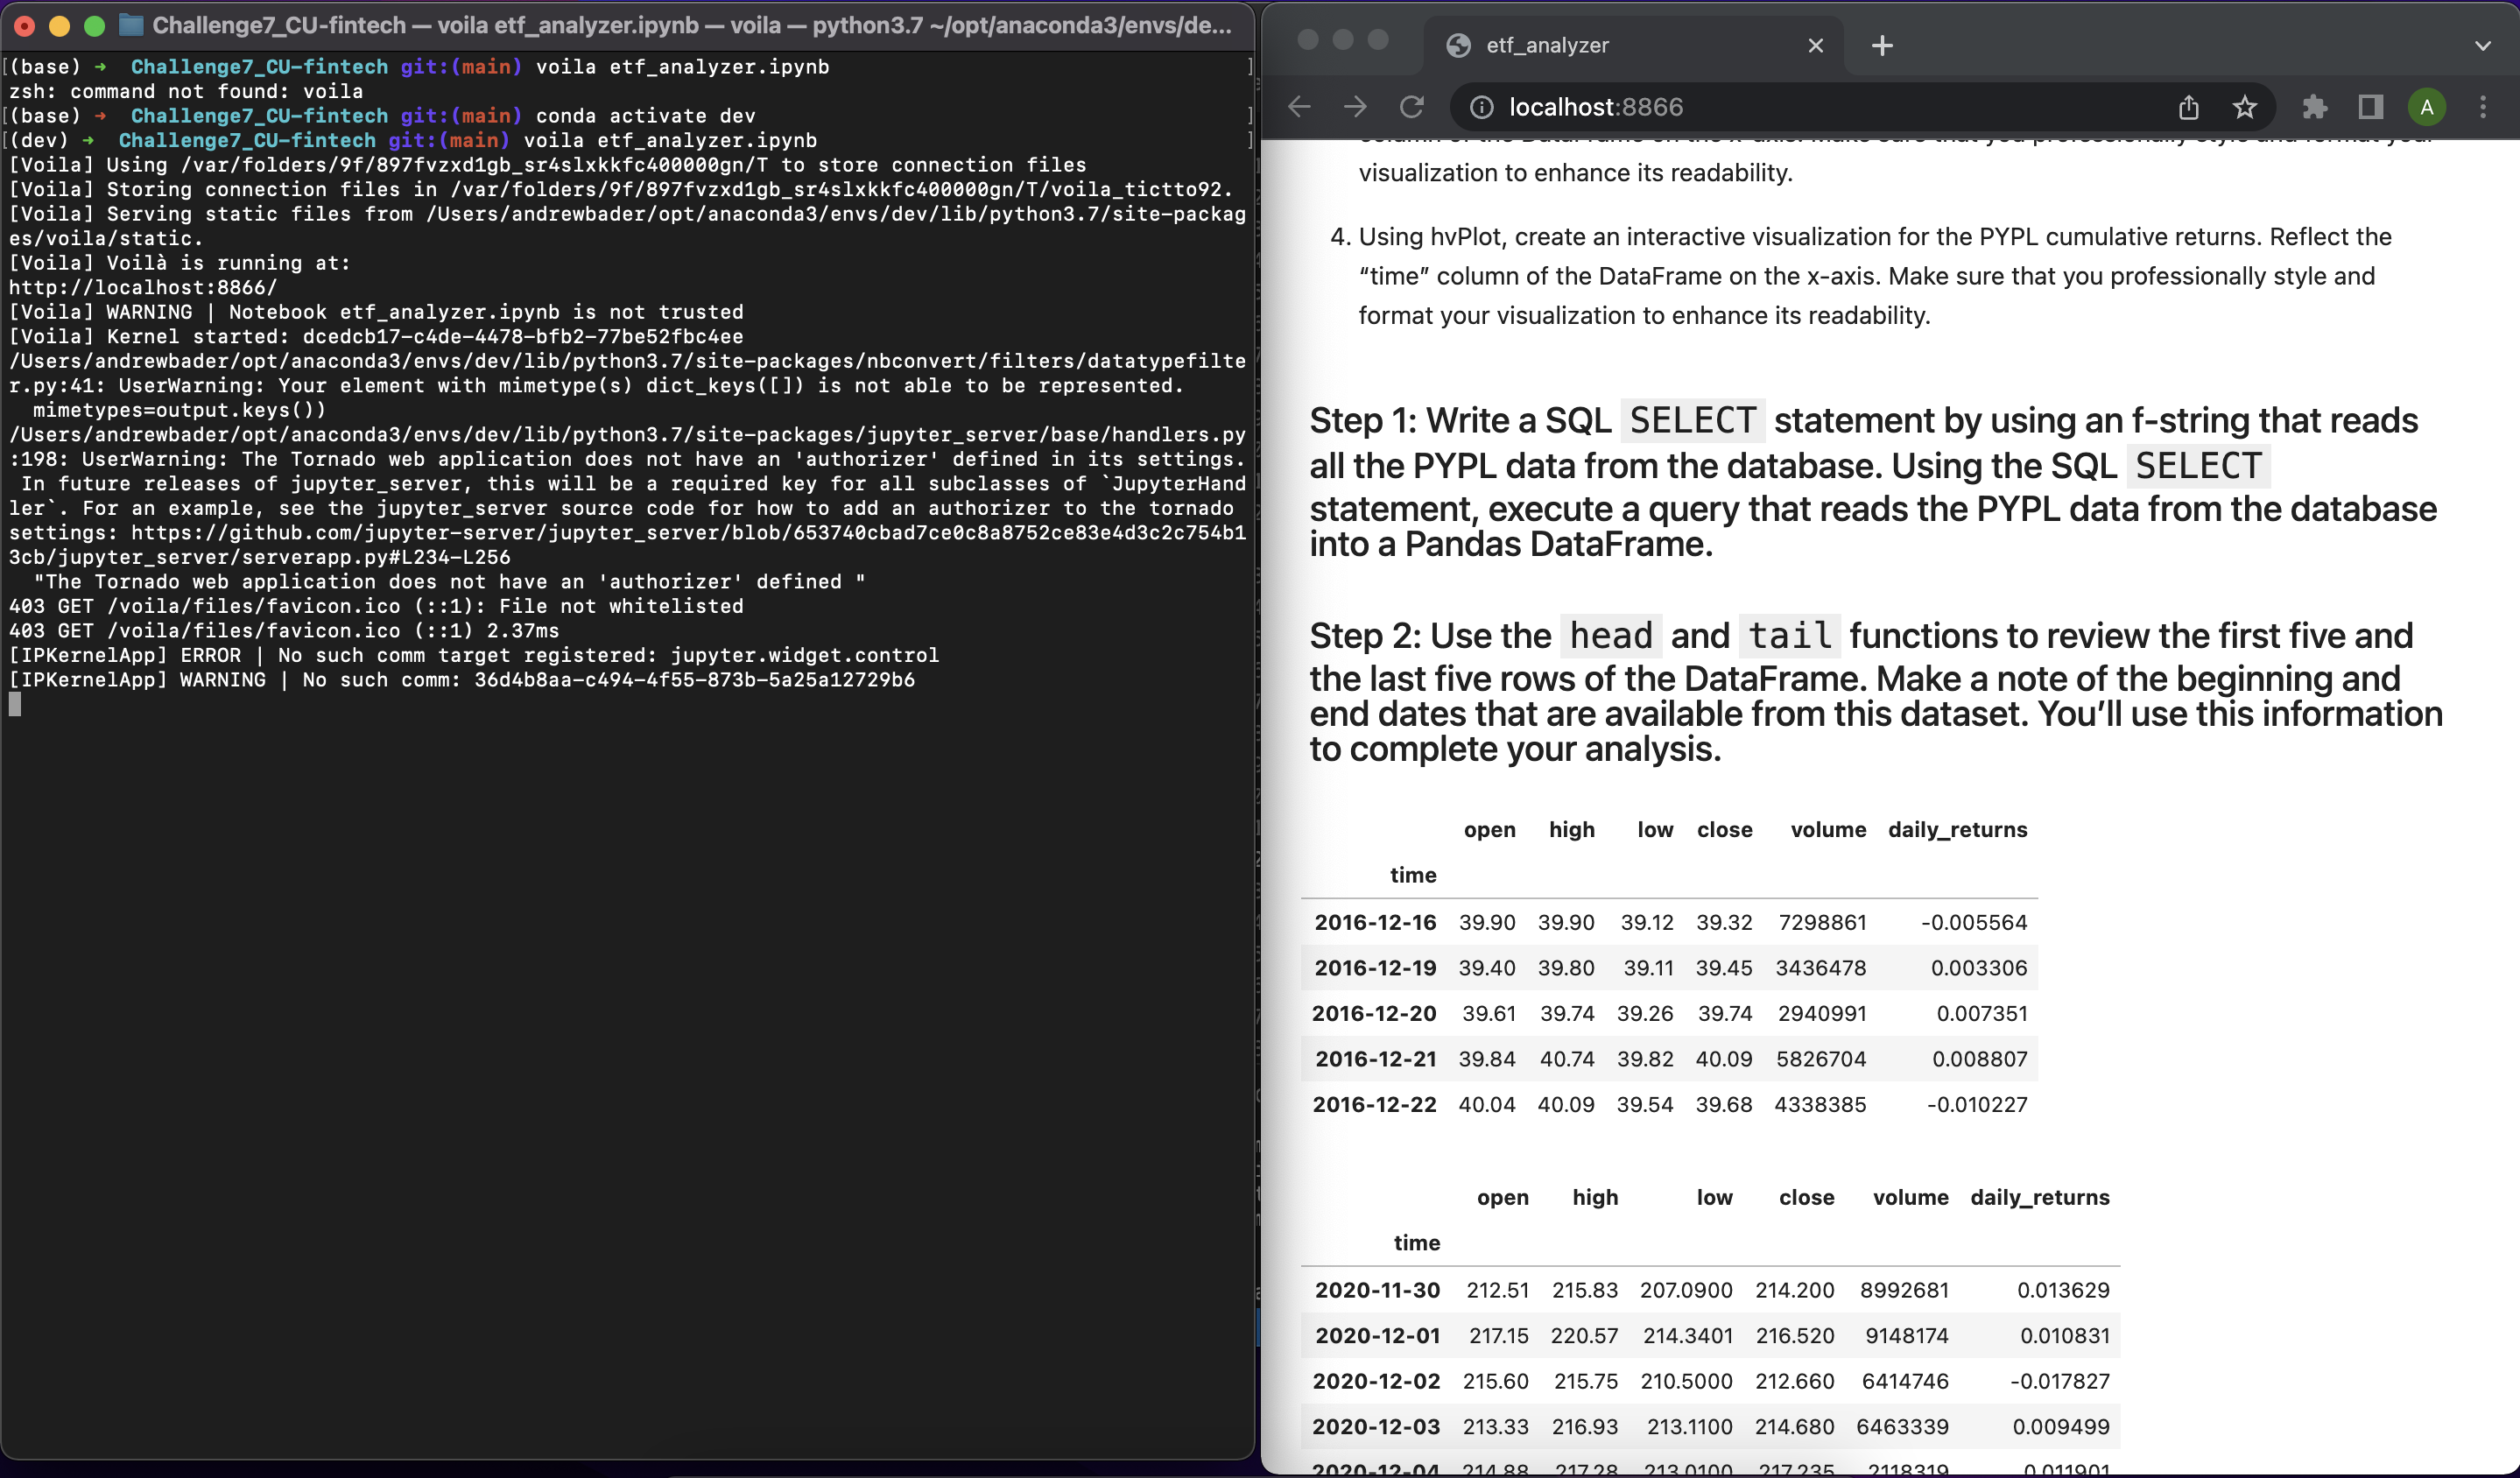 Challenge7_CU-fintech — voila etf_analyzer.ipynb — voila — python3.7 ~/opt/anaconda3/envs/de...
[(base) ➜  Challenge7_CU-fintech git:(main) voila etf_analyzer.ipynb ]
zsh: command not found: voila
[(base) ➜  Challenge7_CU-fintech git:(main) conda activate dev ]
[(dev) ➜  Challenge7_CU-fintech git:(main) voila etf_analyzer.ipynb ]
[Voila] Using /var/folders/9f/897fvzxd1gb_sr4slxkkfc400000gn/T to store connection files
[Voila] Storing connection files in /var/folders/9f/897fvzxd1gb_sr4slxkkfc400000gn/T/voila_tictto92.
[Voila] Serving static files from /Users/andrewbader/opt/anaconda3/envs/dev/lib/python3.7/site-packag
es/voila/static.
[Voila] Voilà is running at:
http://localhost:8866/
[Voila] WARNING | Notebook etf_analyzer.ipynb is not trusted
[Voila] Kernel started: dcedcb17-c4de-4478-bfb2-77be52fbc4ee
/Users/andrewbader/opt/anaconda3/envs/dev/lib/python3.7/site-packages/nbconvert/filters/datatypefilte
r.py:41: UserWarning: Your element with mimetype(s) dict_keys([]) is not able to be represented.
  mimetypes=output.keys())
/Users/andrewbader/opt/anaconda3/envs/dev/lib/python3.7/site-packages/jupyter_server/base/handlers.py
:198: UserWarning: The Tornado web application does not have an 'authorizer' defined in its settings.
 In future releases of jupyter_server, this will be a required key for all subclasses of `JupyterHand
ler`. For an example, see the jupyter_server source code for how to add an authorizer to the tornado
settings: https://github.com/jupyter-server/jupyter_server/blob/653740cbad7ce0c8a8752ce83e4d3c2c754b1
3cb/jupyter_server/serverapp.py#L234-L256
  "The Tornado web application does not have an 'authorizer' defined "
403 GET /voila/files/favicon.ico (::1): File not whitelisted
403 GET /voila/files/favicon.ico (::1) 2.37ms
[IPKernelApp] ERROR | No such comm target registered: jupyter.widget.control
[IPKernelApp] WARNING | No such comm: 36d4b8aa-c494-4f55-873b-5a25a12729b6
etf_analyzer
localhost:8866
A
column of the DataFrame on the x-axis. Make sure that you professionally style and format your
visualization to enhance its readability.
4. Using hvPlot, create an interactive visualization for the PYPL cumulative returns. Reflect the
“time” column of the DataFrame on the x-axis. Make sure that you professionally style and
format your visualization to enhance its readability.
Step 1: Write a SQL SELECT statement by using an f-string that reads
all the PYPL data from the database. Using the SQL SELECT
statement, execute a query that reads the PYPL data from the database
into a Pandas DataFrame.
Step 2: Use the head and tail functions to review the first five and
the last five rows of the DataFrame. Make a note of the beginning and
end dates that are available from this dataset. You’ll use this information
to complete your analysis.
open high low close volume daily_returns
time
2016-12-16 39.90 39.90 39.12 39.32 7298861 -0.005564
2016-12-19 39.40 39.80 39.11 39.45 3436478 0.003306
2016-12-20 39.61 39.74 39.26 39.74 2940991 0.007351
2016-12-21 39.84 40.74 39.82 40.09 5826704 0.008807
2016-12-22 40.04 40.09 39.54 39.68 4338385 -0.010227
open high low close volume daily_returns
time
2020-11-30 212.51 215.83 207.0900 214.200 8992681 0.013629
2020-12-01 217.15 220.57 214.3401 216.520 9148174 0.010831
2020-12-02 215.60 215.75 210.5000 212.660 6414746 -0.017827
2020-12-03 213.33 216.93 213.1100 214.680 6463339 0.009499
2020-12-04 214.88 217.28 213.0100 217.235 2118319 0.011901